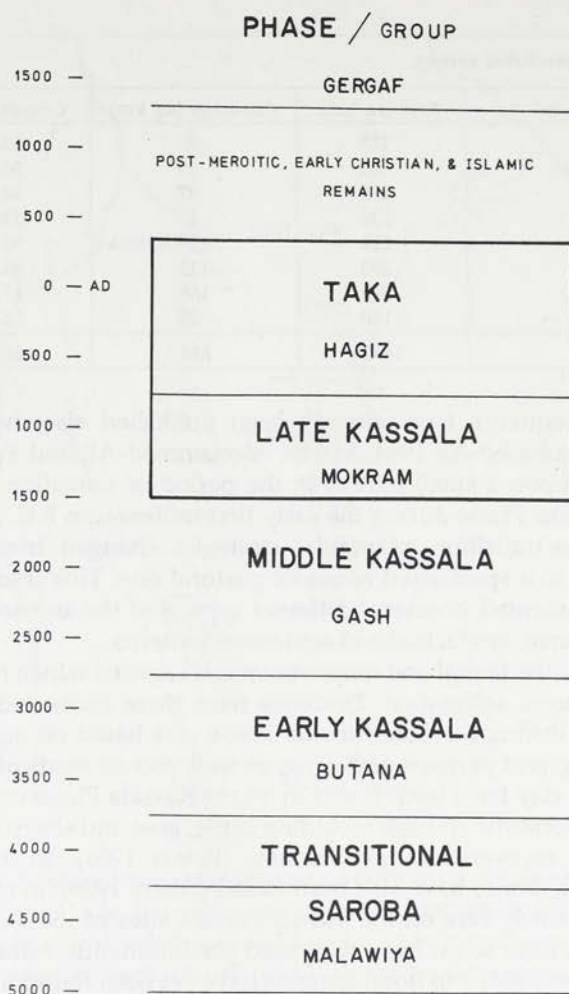 PHASE / GROUP
1500 — GERGAF
1000 —
POST-MEROITIC, EARLY CHRISTIAN, & ISLAMIC
REMAINS
500 —
0 — AD TAKA
500 — HAGIZ
1000 — LATE KASSALA
MOKRAM
1500 —
2000 — MIDDLE KASSALA
GASH
2500 —
3000 — EARLY KASSALA
BUTANA
3500 —
4000 — TRANSITIONAL
4500 — SAROBA
MALAWIYA
5000 —